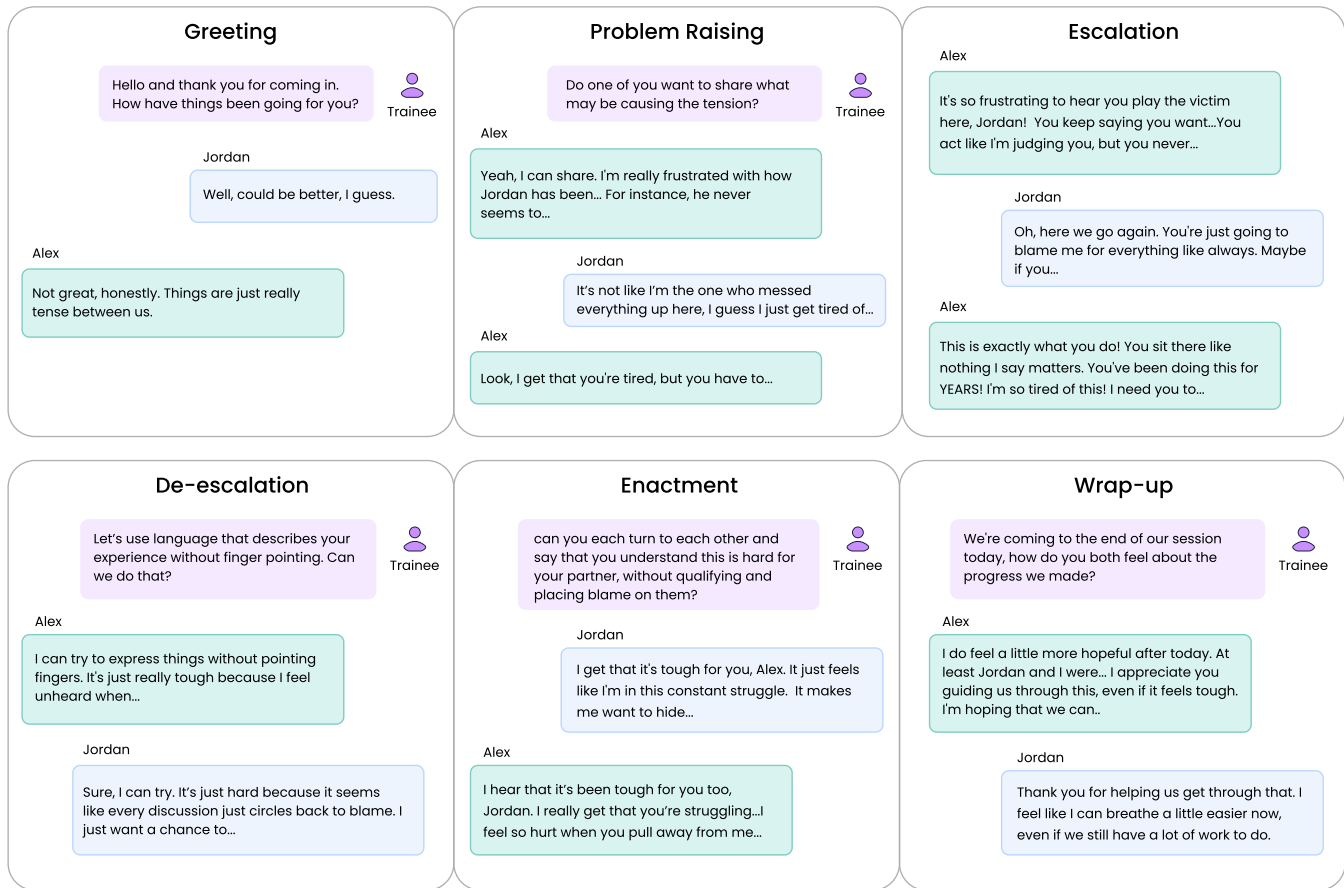 Greeting
Hello and thank you for coming in.
How have things been going for you?
Trainee
Jordan
Well, could be better, I guess.
Alex
Not great, honestly. Things are just really
tense between us.
Problem Raising
Do one of you want to share what
may be causing the tension?
Trainee
Alex
Yeah, I can share. I'm really frustrated with how
Jordan has been... For instance, he never
seems to...
Jordan
It’s not like I’m the one who messed
everything up here, I guess I just get tired of...
Alex
Look, I get that you're tired, but you have to...
Escalation
Alex
It's so frustrating to hear you play the victim
here, Jordan!  You keep saying you want...You
act like I'm judging you, but you never...
Jordan
Oh, here we go again. You're just going to
blame me for everything like always. Maybe
if you...
Alex
This is exactly what you do! You sit there like
nothing I say matters. You've been doing this for
YEARS! I'm so tired of this! I need you to...
De-escalation
Let’s use language that describes your
experience without finger pointing. Can
we do that?
Trainee
Alex
I can try to express things without pointing
fingers. It's just really tough because I feel
unheard when...
Jordan
Sure, I can try. It’s just hard because it seems
like every discussion just circles back to blame. I
just want a chance to...
Enactment
can you each turn to each other and
say that you understand this is hard for
your partner, without qualifying and
placing blame on them?
Trainee
Jordan
I get that it's tough for you, Alex. It just feels
like I'm in this constant struggle.  It makes
me want to hide...
Alex
I hear that it’s been tough for you too,
Jordan. I really get that you’re struggling...I
feel so hurt when you pull away from me...
Wrap-up
We're coming to the end of our session
today, how do you both feel about the
progress we made?
Trainee
Alex
I do feel a little more hopeful after today. At
least Jordan and I were... I appreciate you
guiding us through this, even if it feels tough.
I'm hoping that we can..
Jordan
Thank you for helping us get through that. I
feel like I can breathe a little easier now,
even if we still have a lot of work to do.